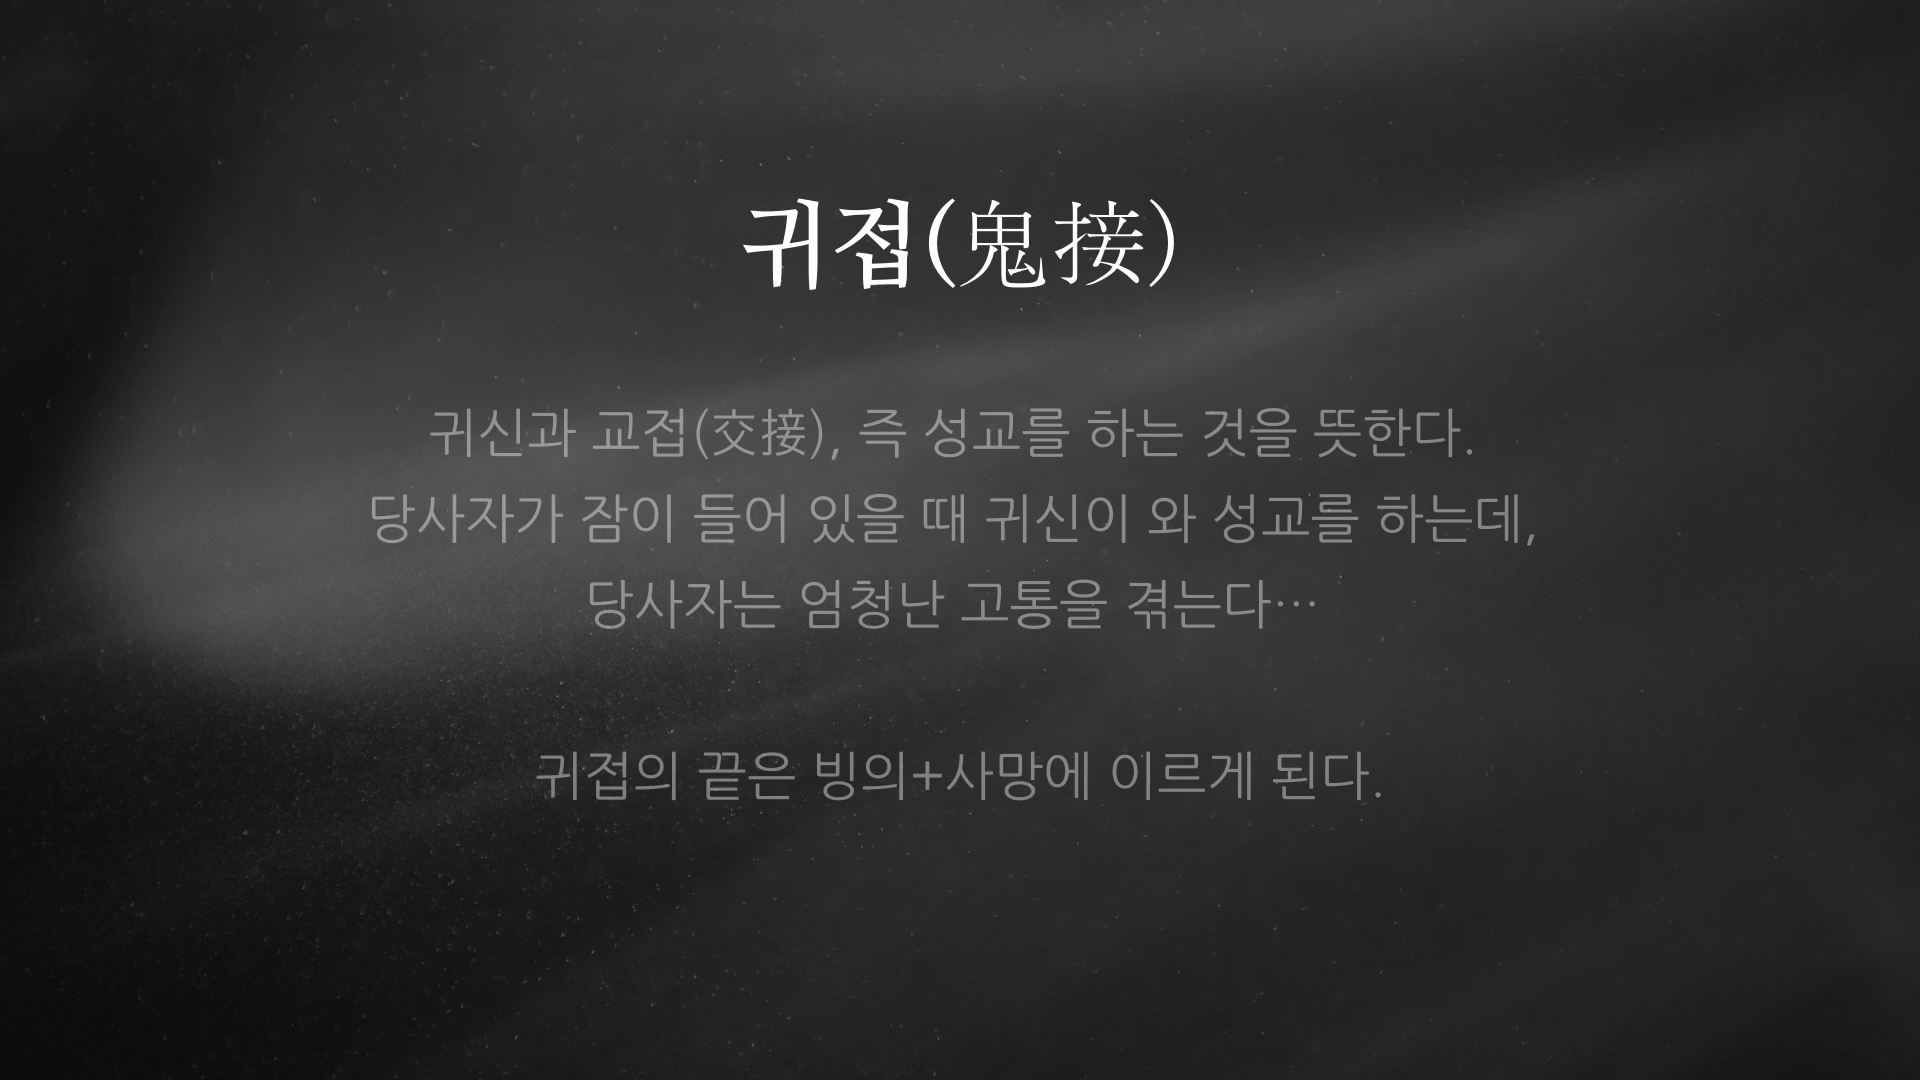 귀접(鬼接)
귀신과 교접(交接), 즉 성교를 하는 것을 뜻한다.
당사자가 잠이 들어 있을 때 귀신이 와 성교를 하는데,
당사자는 엄청난 고통을 겪는다…
귀접의 끝은 빙의+사망에 이르게 된다.